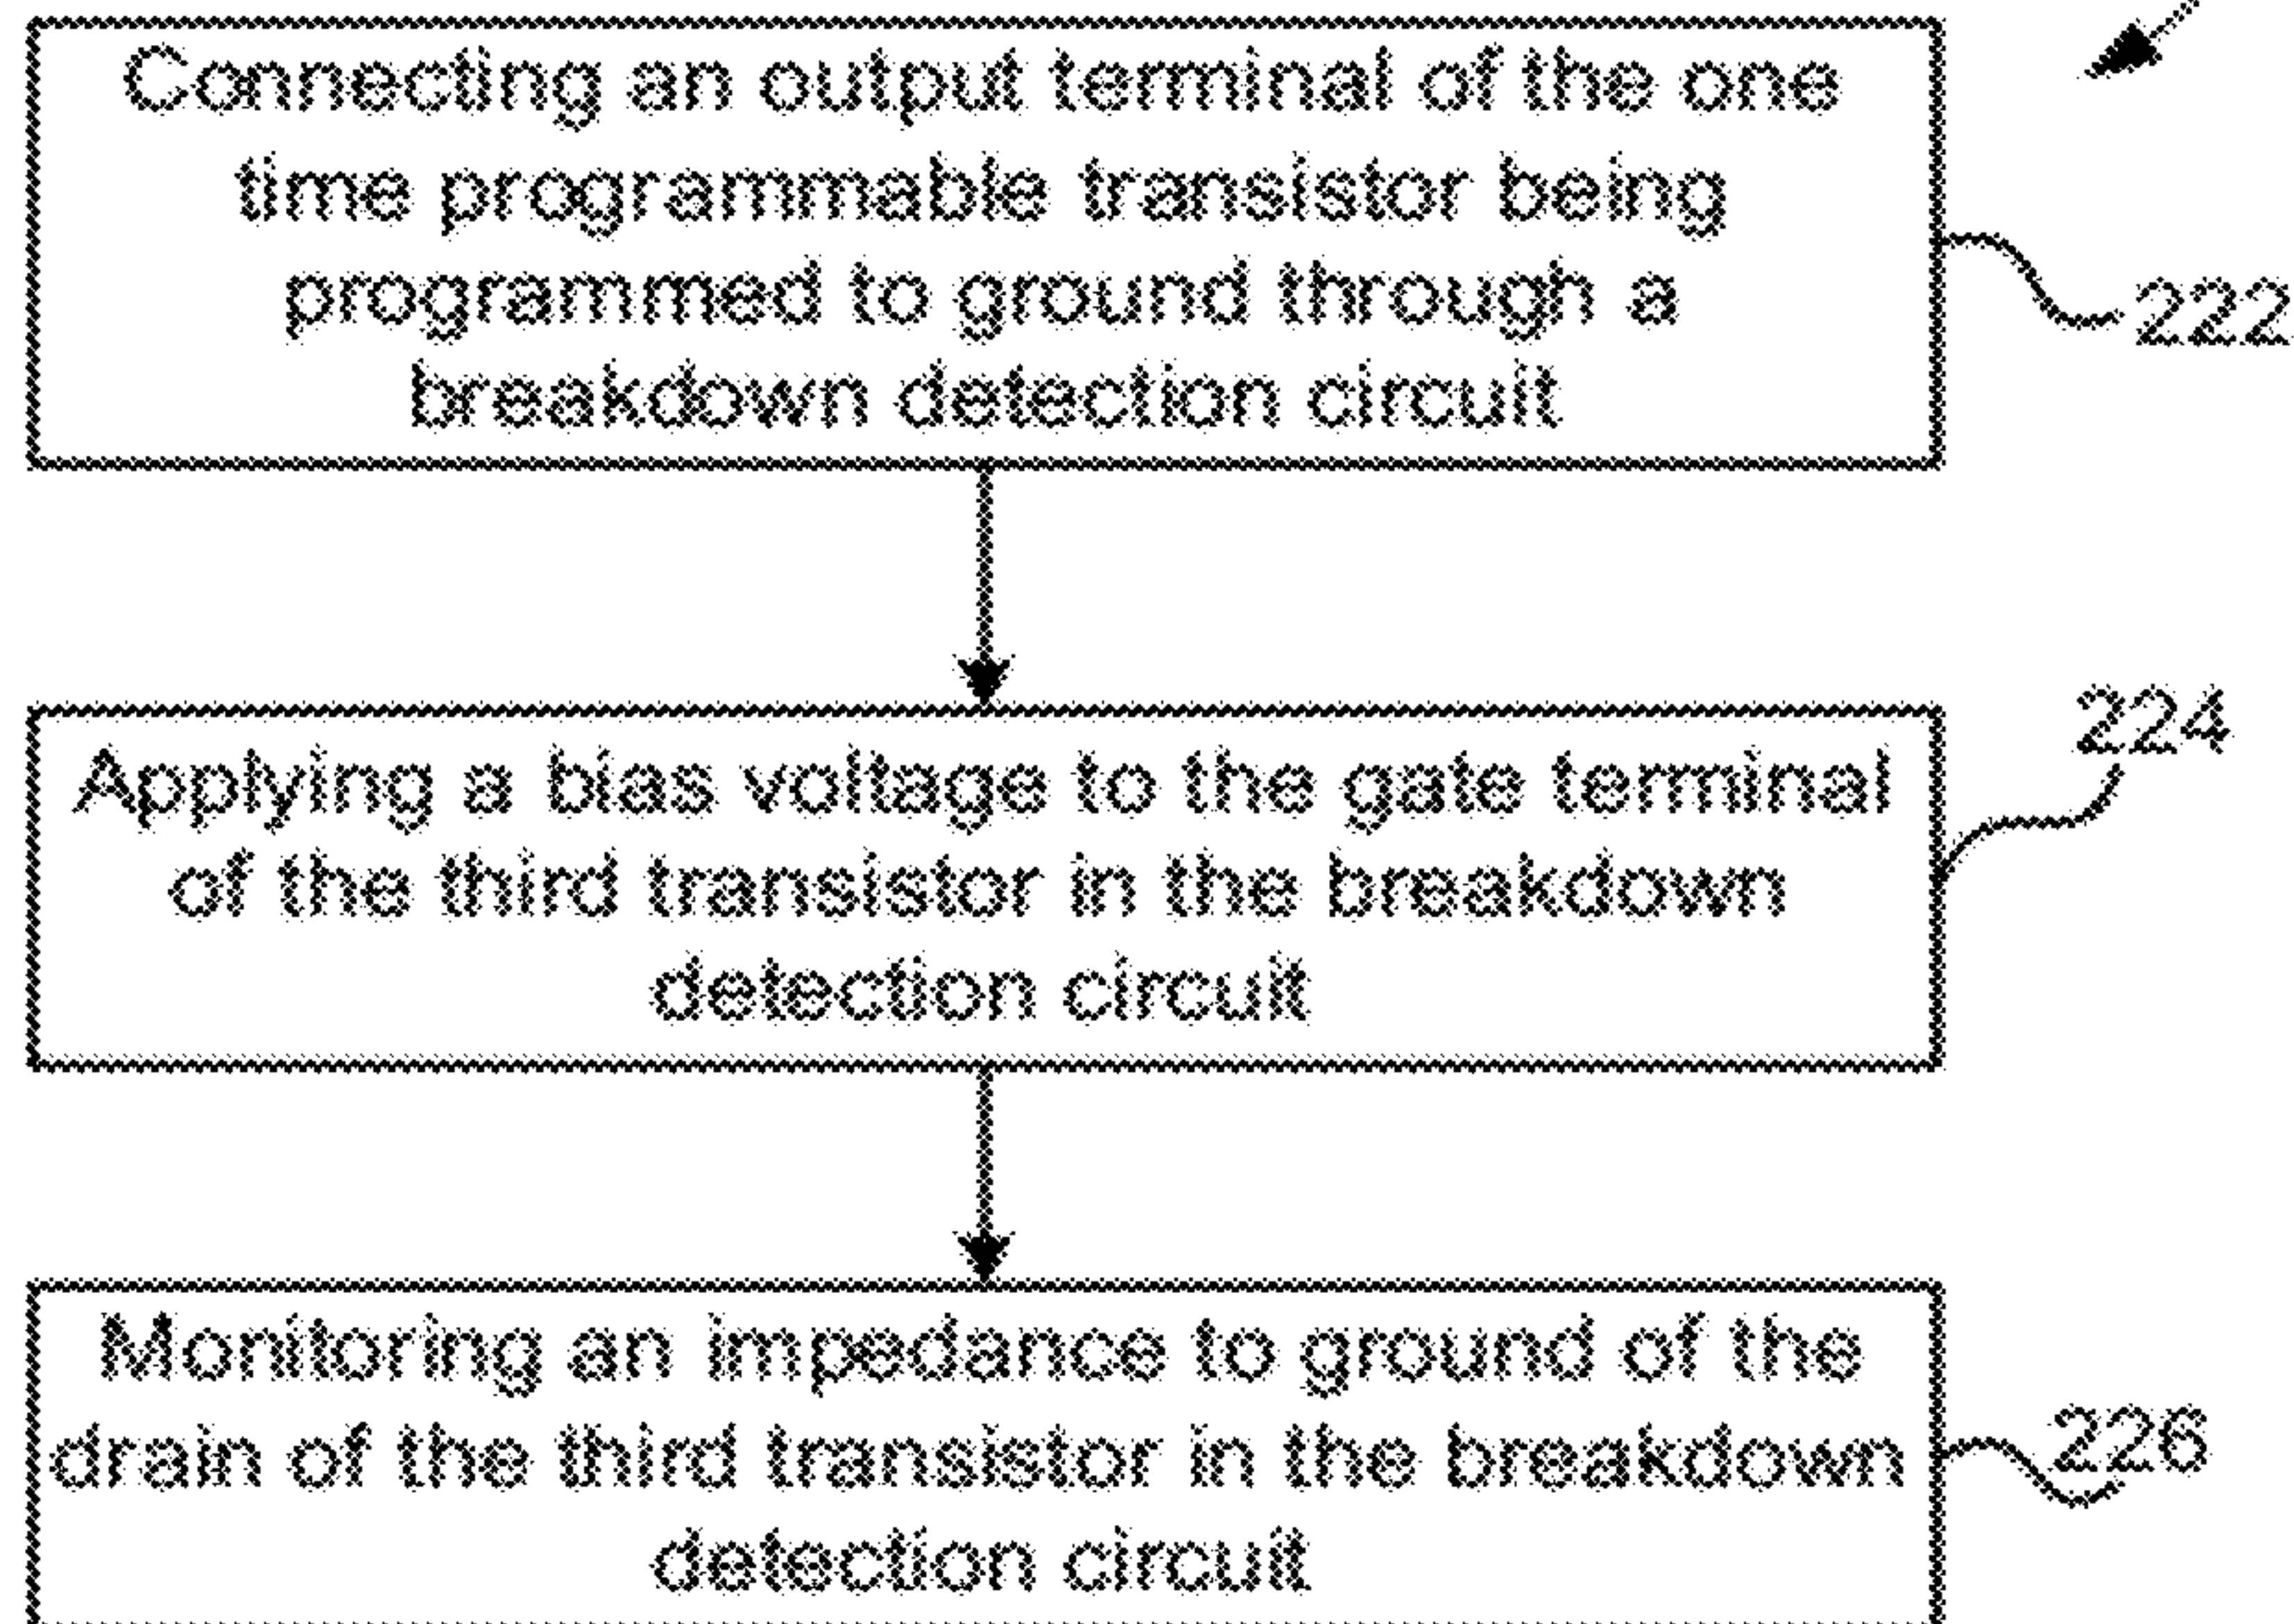 Connecting an output terminal of the one
time programmable transistor being
programmed to ground through a
breakdown detection circuit
222
224
Applying a bias voltage to the gate terminal
of the third transistor in the breakdown
detection circuit
Monitoring an impedance to ground of the
drain of the third transistor in the breakdown
detection circuit
226